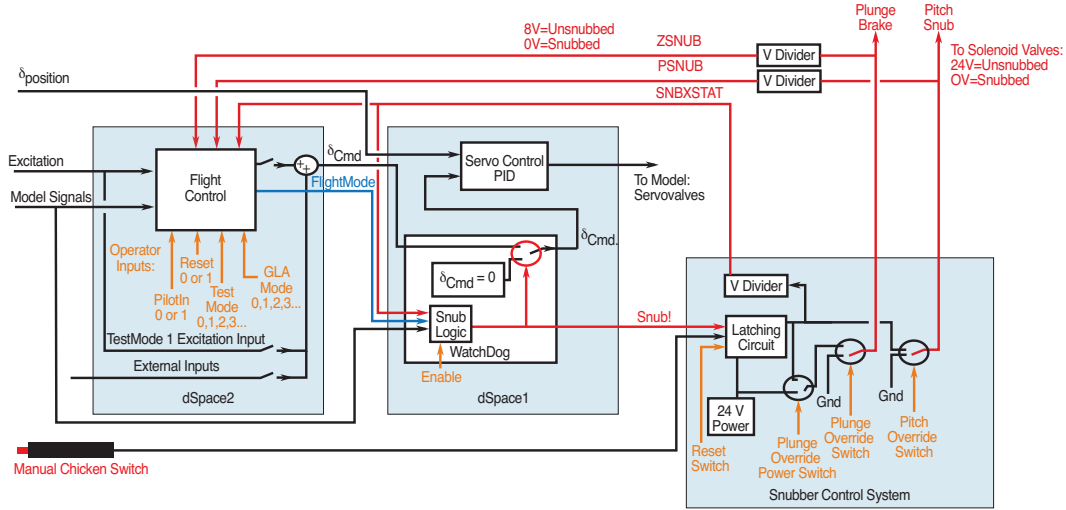 Plunge
Brake
Pitch
Snub
8V=Unsnubbed
0V=Snubbed
ZSNUB
V Divider
To Solenoid Valves:
24V=Unsnubbed
OV=Snubbed
PSNUB
V Divider
SNBXSTAT
δposition
Excitation
Model Signals
Flight
Control
++
δCmd
FlightMode
Servo Control
PID
To Model:
Servovalves
Operator
Inputs:
PilotIn
0 or 1
Reset
0 or 1
Test
Mode
0,1,2,3...
GLA
Mode
0,1,2,3...
δCmd.
δCmd = 0
Snub
Logic
WatchDog
Enable
TestMode 1 Excitation Input
External Inputs
dSpace2
dSpace1
Snub!
V Divider
Latching
Circuit
24 V
Power
Gnd
Gnd
Reset
Switch
Plunge
Override
Power Switch
Plunge
Override
Switch
Pitch
Override
Switch
Snubber Control System
Manual Chicken Switch